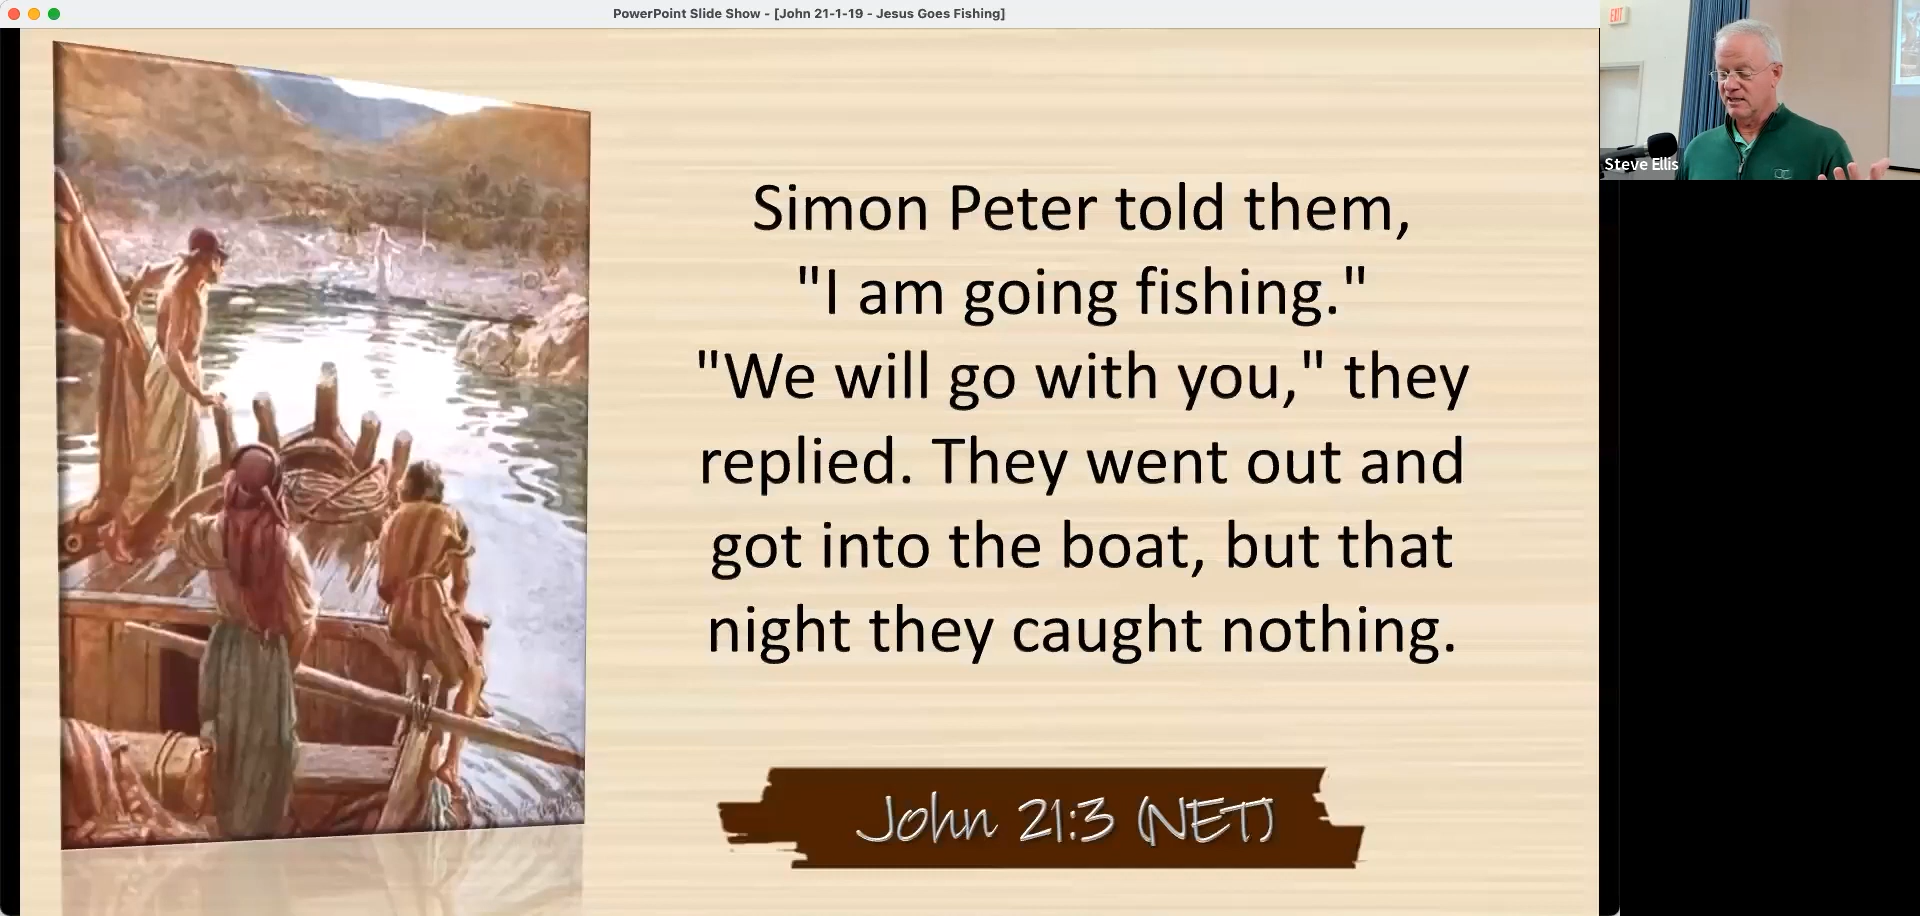 PowerPoint Slide Show - [John 21-1-19 - Jesus Goes Fishing]
EXIT
Steve Ellis
Simon Peter told them,
"I am going fishing."
"We will go with you," they
replied. They went out and
got into the boat, but that
night they caught nothing.
John 21:3 (NET)